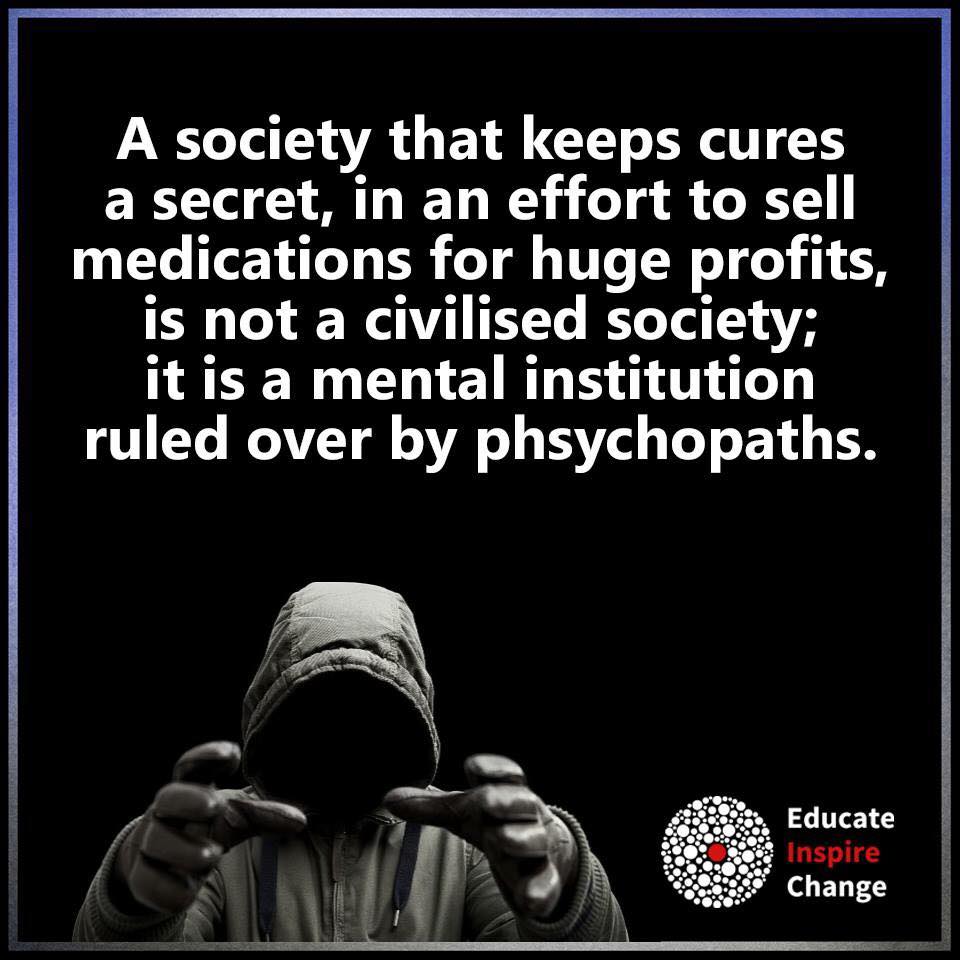 A society that keeps cures
a secret, in an effort to sell
medications for huge profits,
is not a civilised society;
it is a mental institution
ruled over by phsychopaths.
Educate
Inspire
Change